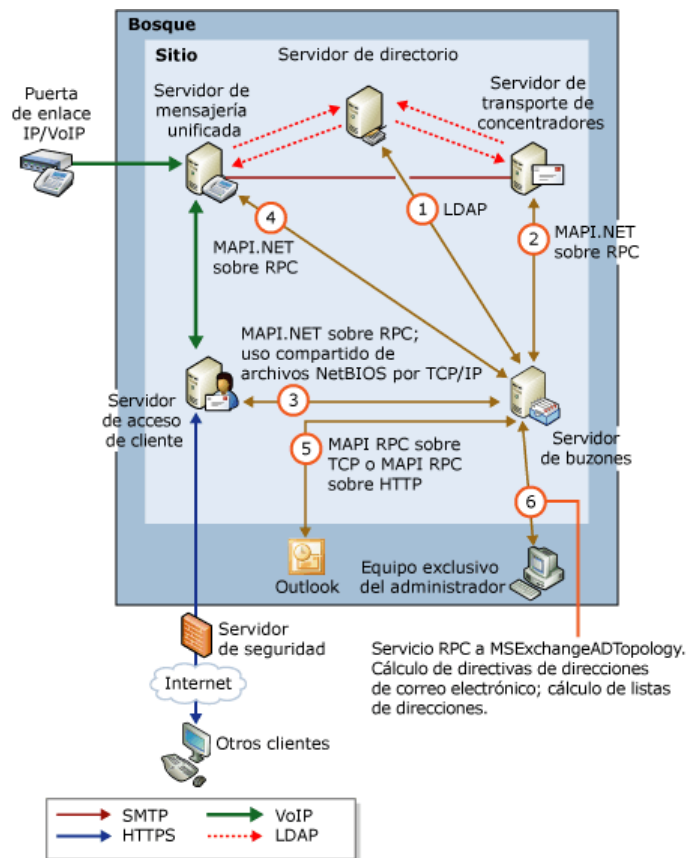 Bosque
Sitio
Servidor de directorio
Puerta
de enlace
IP/VoIP
Servidor de
mensajería
unificada
Servidor de
transporte de
concentradores
1
LDAP
4
MAPI.NET
sobre RPC
2
MAPI.NET
sobre RPC
MAPI.NET sobre RPC;
uso compartido de
archivos NetBIOS por TCP/IP
3
Servidor
de acceso
de cliente
5
MAPI RPC sobre
TCP o MAPI RPC
sobre HTTP
Servidor
de buzones
6
Outlook
Equipo exclusivo
del administrador
Servidor
de seguridad
Internet
Otros clientes
Servicio RPC a MSExchangeADTopology.
Cálculo de directivas de direcciones
de correo electrónico; cálculo de listas
de direcciones.
SMTP
VoIP
HTTPS
LDAP